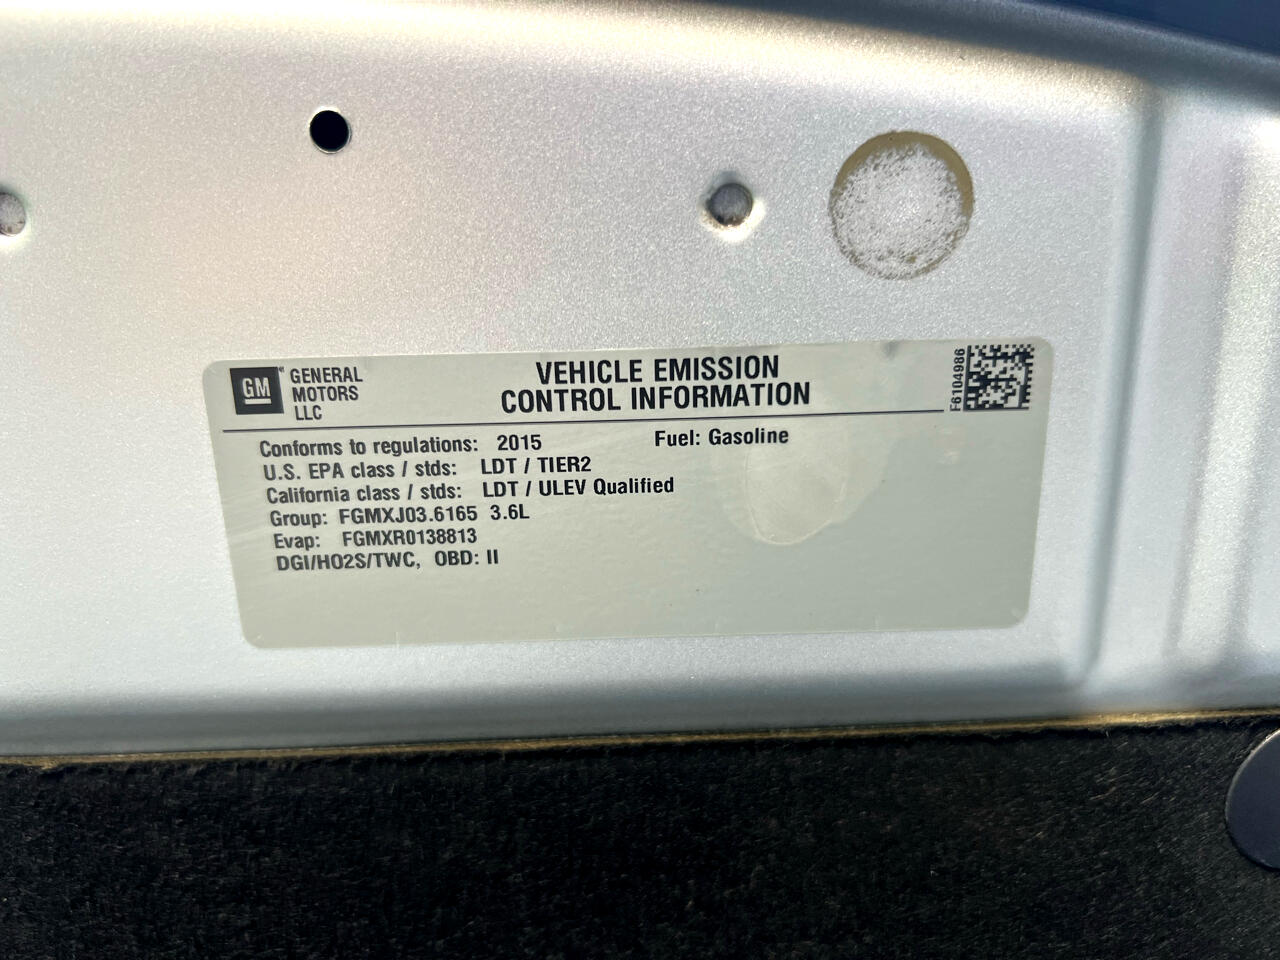 GM
GENERAL
MOTORS
LLC
VEHICLE EMISSION
CONTROL INFORMATION
F6104986
Conforms to regulations: 2015 Fuel: Gasoline
U.S. EPA class / stds: LDT / TIER2
California class / stds: LDT / ULEV Qualified
Group: FGMXJ03.6165 3.6L
Evap: FGMXR0138813
DGI/HO2S/TWC, OBD: II